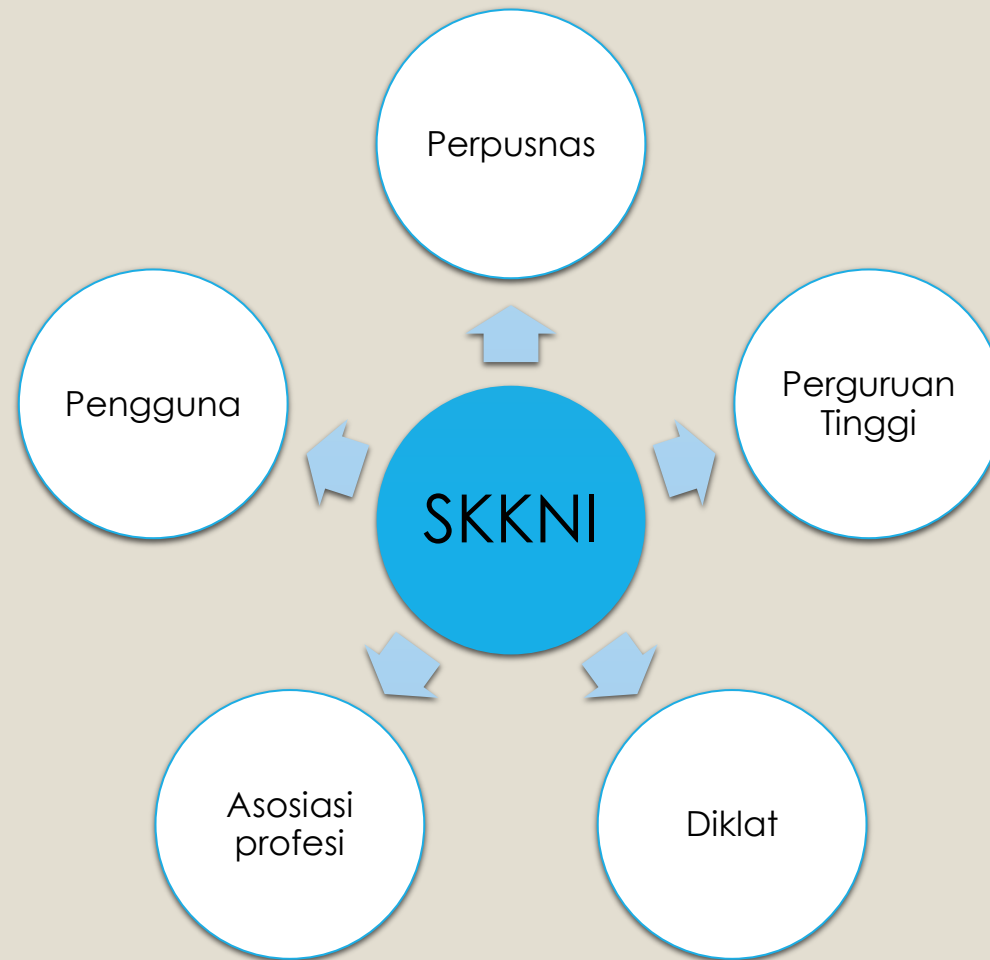 Perpusnas
Pengguna
Perguruan
Tinggi
SKKNI
Asosiasi
profesi
Diklat